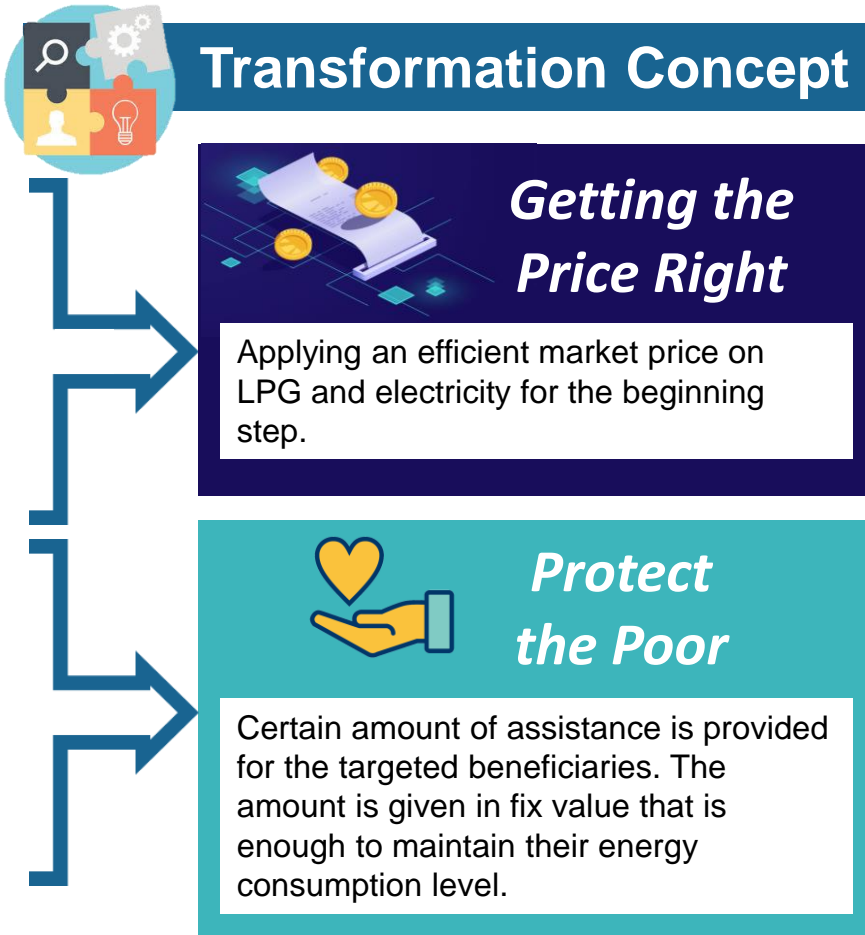 Transformation Concept
Getting the
Price Right
Applying an efficient market price on
LPG and electricity for the beginning
step.
Protect
the Poor
Certain amount of assistance is provided
for the targeted beneficiaries. The
amount is given in fix value that is
enough to maintain their energy
consumption level.